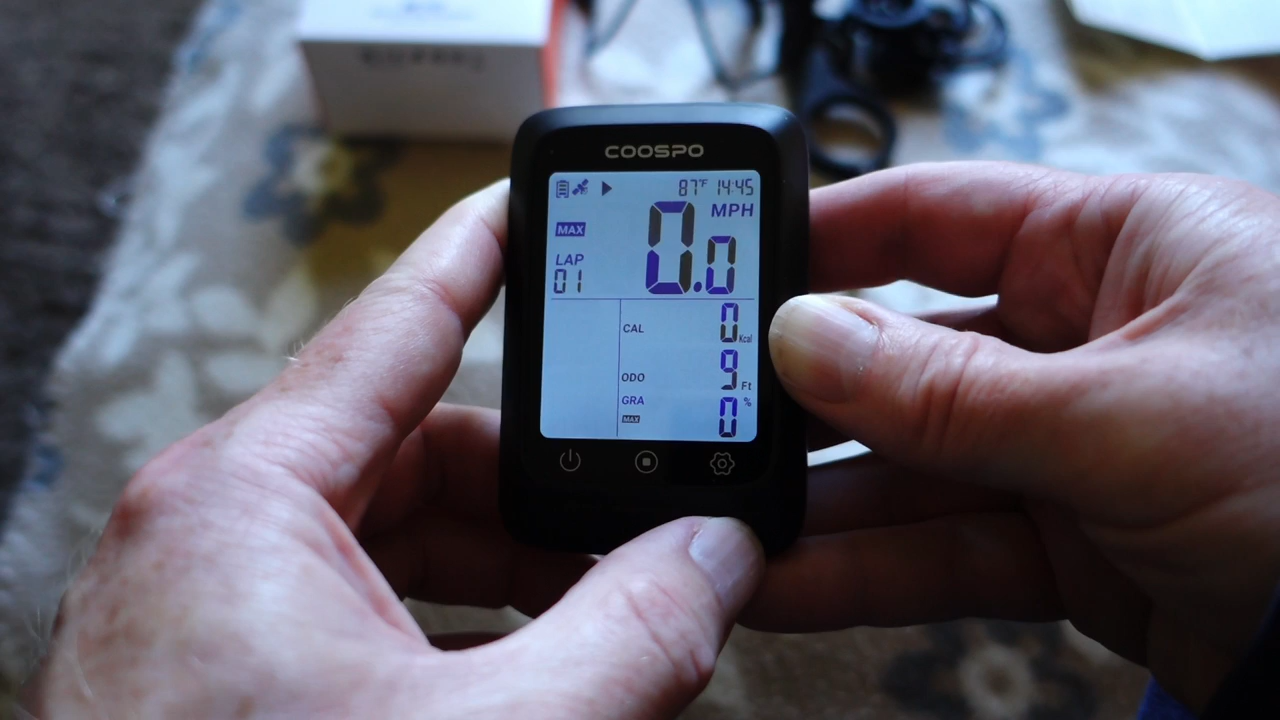 COOSPO
87°F 14:45
MAX
0.0 MPH
LAP
01
CAL 0 Kcal
ODO 9 Ft
GRA 0 %
MAX